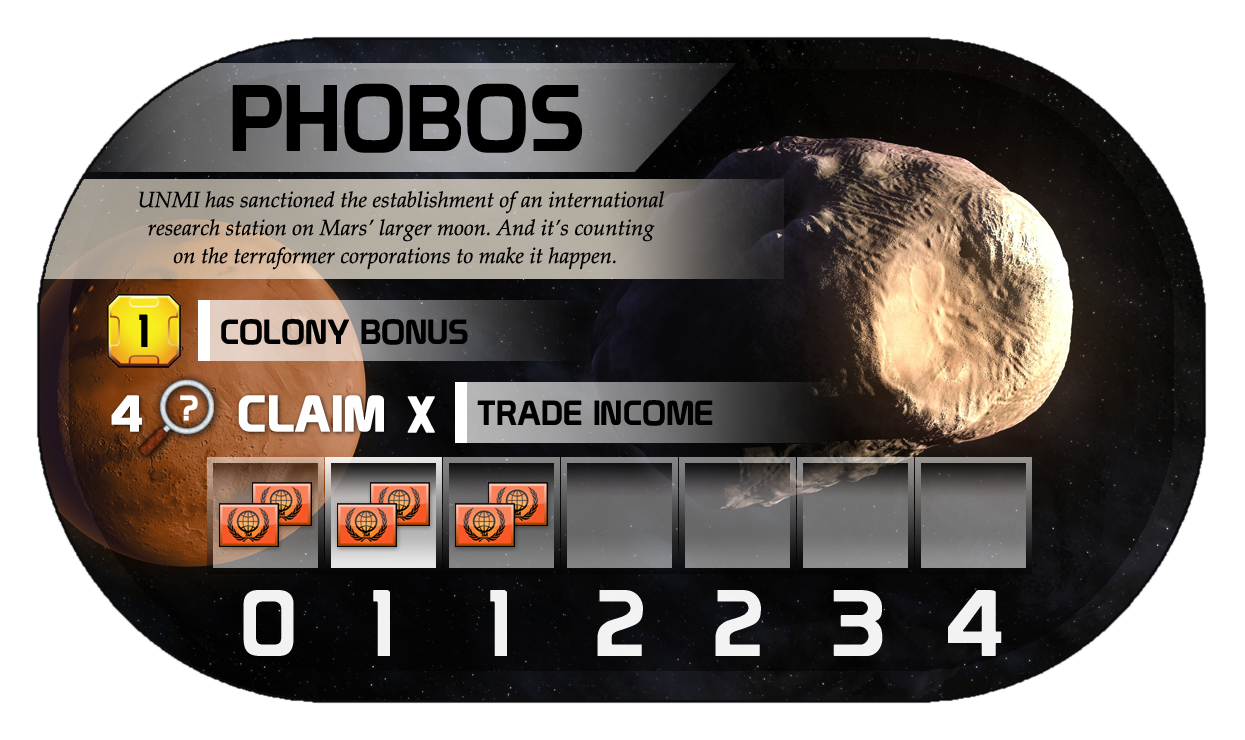 PHOBOS
UNMI has sanctioned the establishment of an international
research station on Mars' larger moon. And it's counting
on the terraformer corporations to make it happen.
1 COLONY BONUS
4 ? CLAIM X TRADE INCOME
0 1 1 2 2 3 4